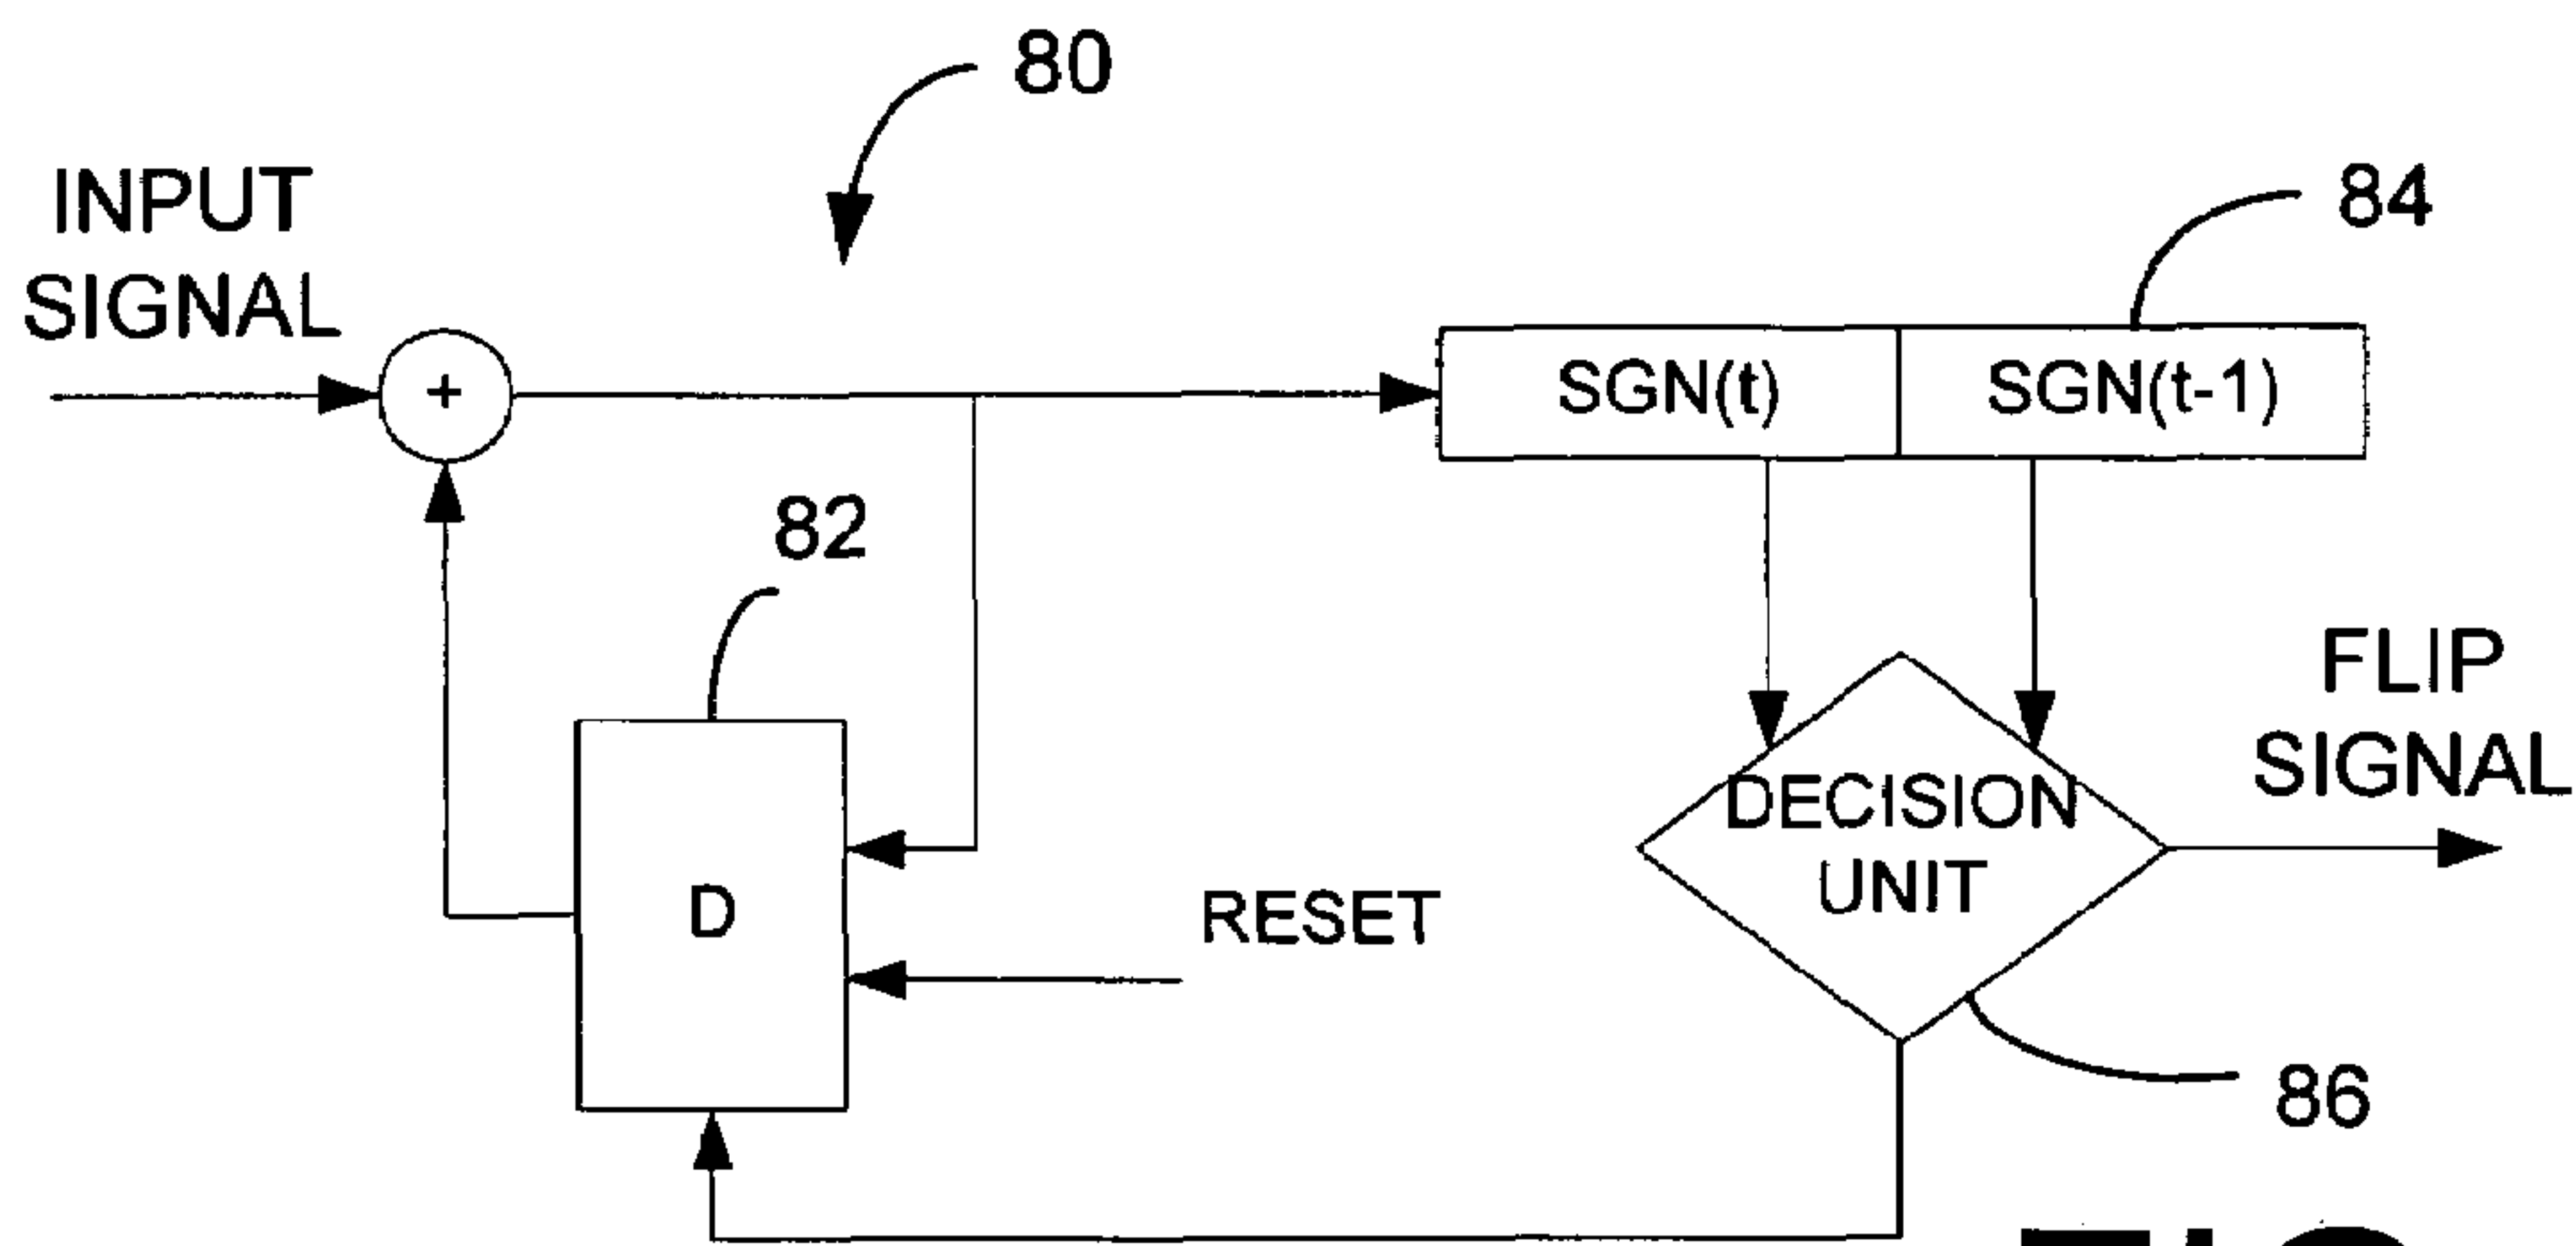 80
INPUT
SIGNAL
84
+
SGN(t)
SGN(t-1)
82
FLIP
SIGNAL
DECISION
UNIT
D
RESET
86